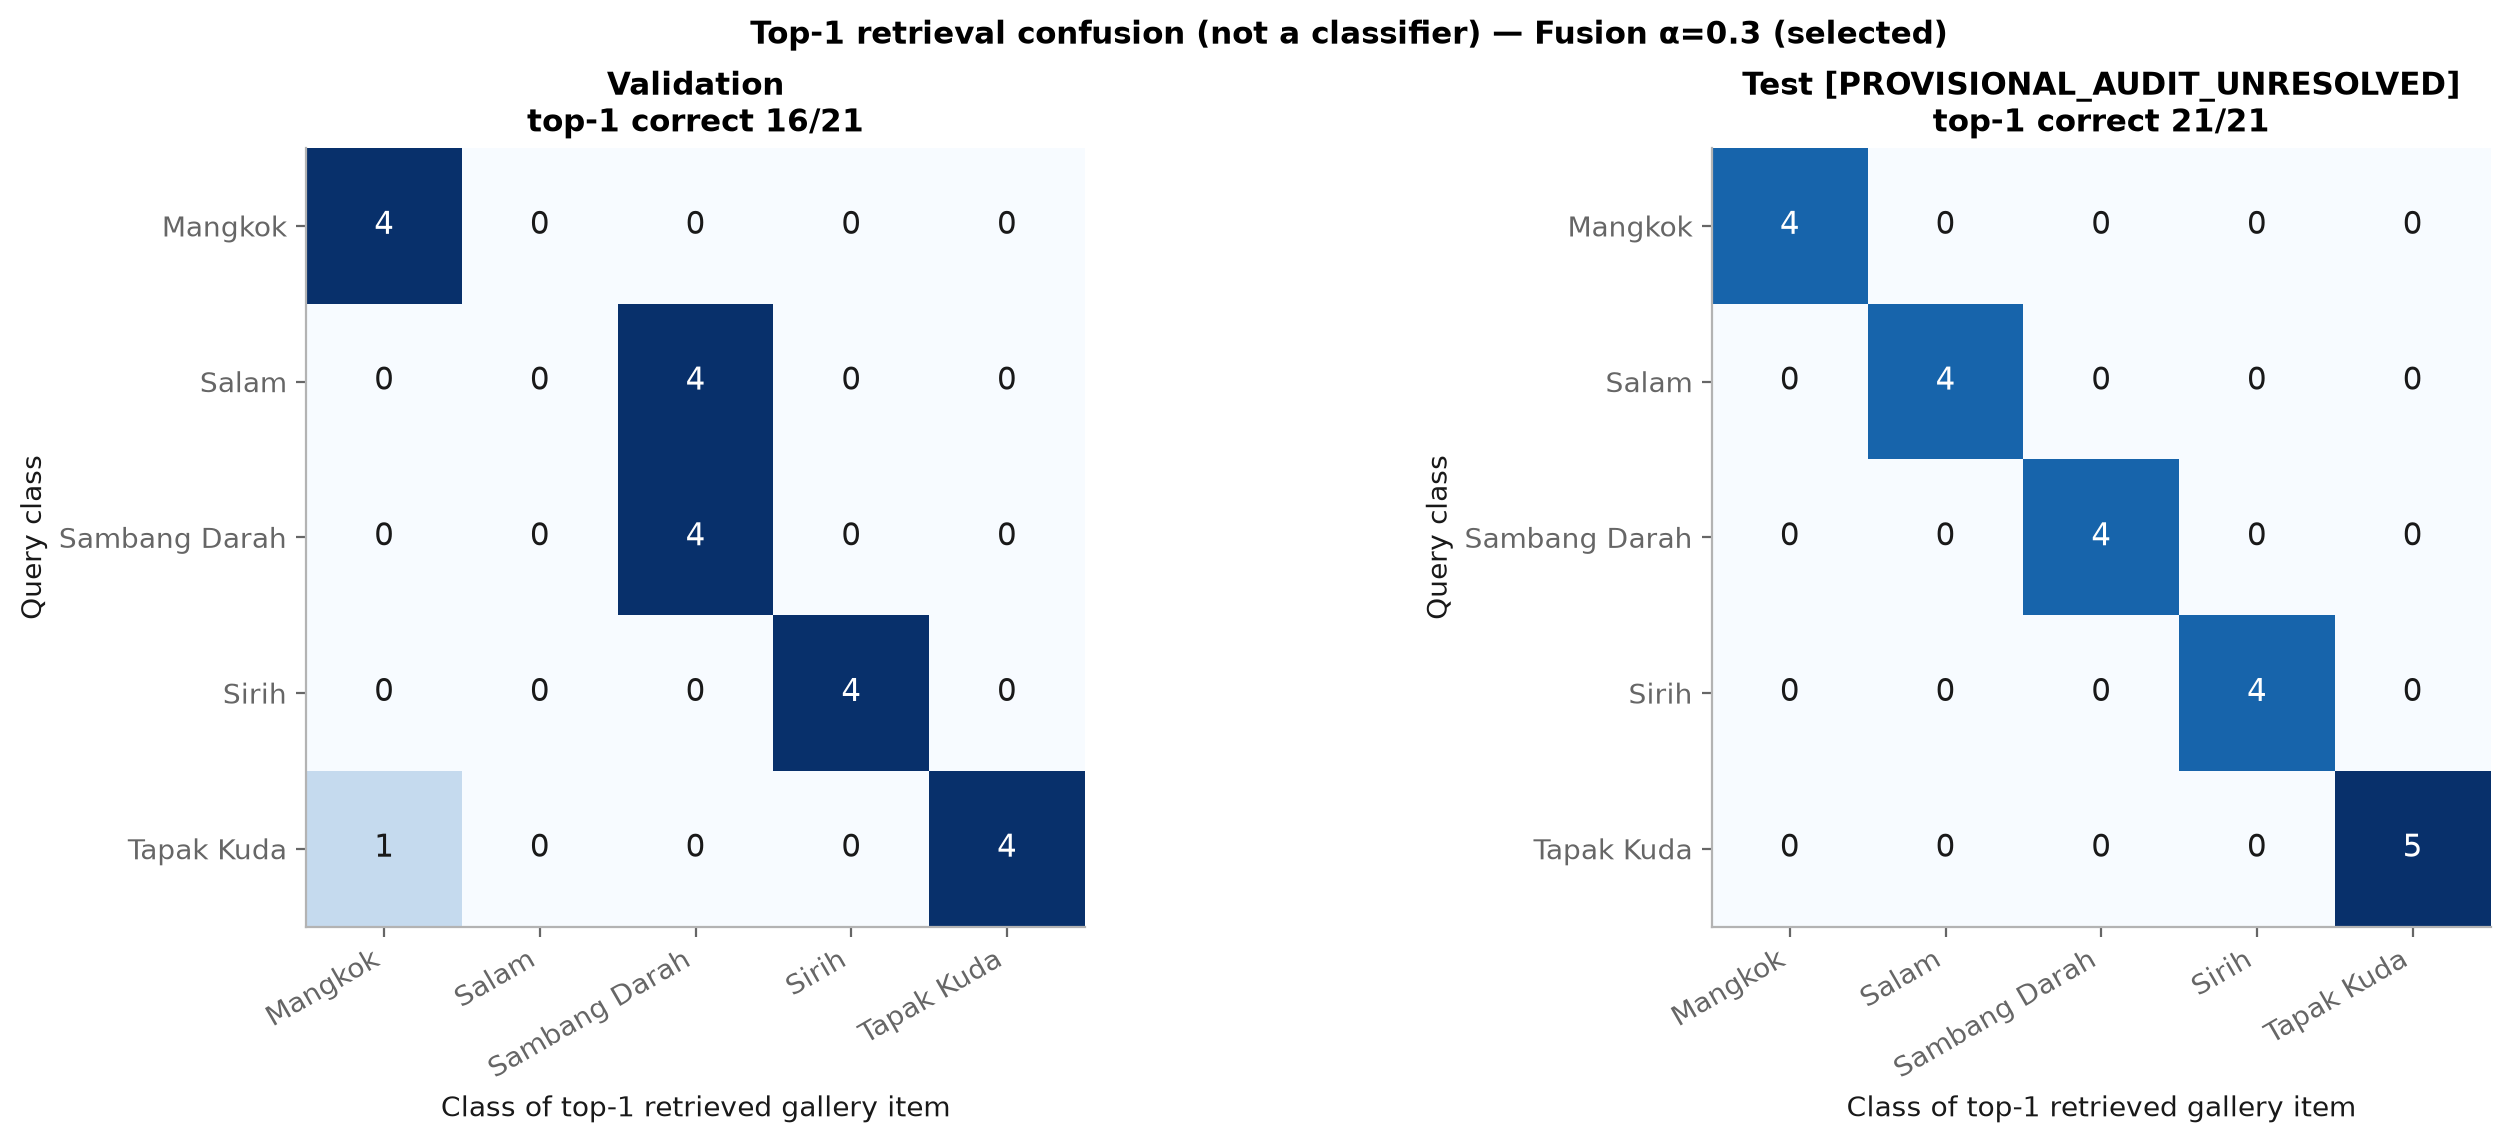 Top-1 retrieval confusion (not a classifier) — Fusion α=0.3 (selected)
Validation
top-1 correct 16/21
Query class
Mangkok
4 0 0 0 0
Salam
0 0 4 0 0
Sambang Darah
0 0 4 0 0
Sirih
0 0 0 4 0
Tapak Kuda
1 0 0 0 4
Mangkok
Salam
Sambang Darah
Sirih
Tapak Kuda
Class of top-1 retrieved gallery item
Test [PROVISIONAL_AUDIT_UNRESOLVED]
top-1 correct 21/21
Query class
Mangkok
4 0 0 0 0
Salam
0 4 0 0 0
Sambang Darah
0 0 4 0 0
Sirih
0 0 0 4 0
Tapak Kuda
0 0 0 0 5
Mangkok
Salam
Sambang Darah
Sirih
Tapak Kuda
Class of top-1 retrieved gallery item